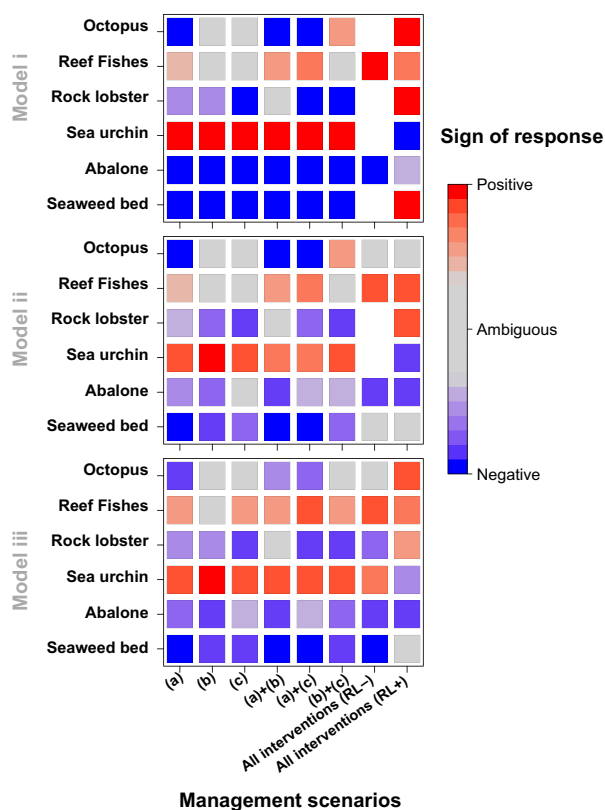 Model i
Octopus
Reef Fishes
Rock lobster
Sea urchin
Abalone
Seaweed bed
Model ii
Octopus
Reef Fishes
Rock lobster
Sea urchin
Abalone
Seaweed bed
Model iii
Octopus
Reef Fishes
Rock lobster
Sea urchin
Abalone
Seaweed bed
(a)
(b)
(c)
(a)+(b)
(a)+(c)
(b)+(c)
All interventions (RL−)
All interventions (RL+)
Management scenarios
Sign of response
Positive
Ambiguous
Negative